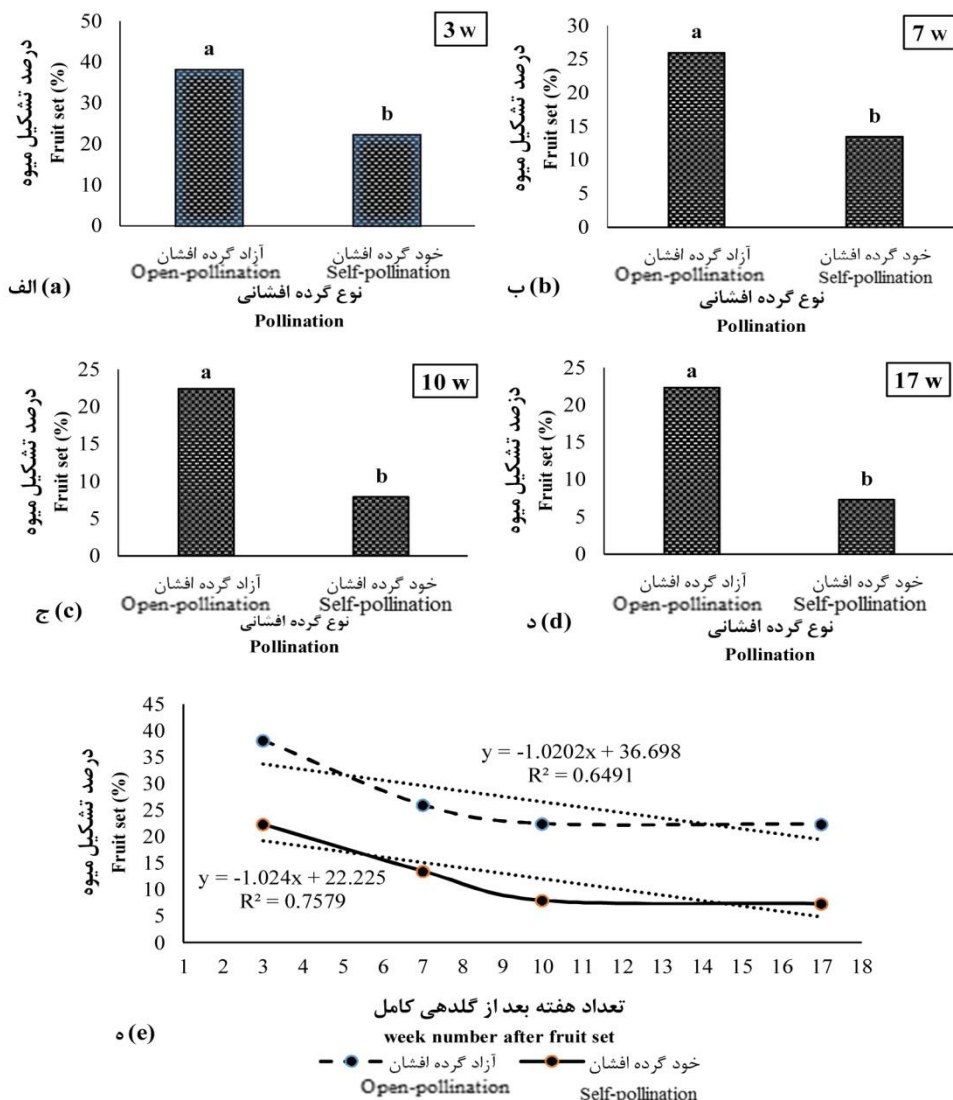 3 w
درصد تشکیل میوه
Fruit set (%)
50
40
30
20
10
0
a
b
آزاد گرده افشان
Open-pollination
خود گرده افشان
Self-pollination
نوع گرده افشانی
Pollination
الف (a)
7 w
درصد تشکیل میوه
Fruit set (%)
30
25
20
15
10
5
0
a
b
آزاد گرده افشان
Open-pollination
خود گرده افشان
Self-pollination
نوع گرده افشانی
Pollination
ب (b)
10 w
درصد تشکیل میوه
Fruit set (%)
25
20
15
10
5
0
a
b
آزاد گرده افشان
Open-pollination
خود گرده افشان
Self-pollination
نوع گرده افشانی
Pollination
ج (c)
17 w
دزصد تشکیل میوه
Fruit set (%)
25
20
15
10
5
0
a
b
آزاد گرده افشان
Open-pollination
خود گرده افشان
Self-pollination
نوع گرده افشانی
Pollination
د (d)
درصد تشکیل میوه
Fruit set (%)
45
40
35
30
25
20
15
10
5
0
y = -1.0202x + 36.698
R² = 0.6491
y = -1.024x + 22.225
R² = 0.7579
1 2 3 4 5 6 7 8 9 10 11 12 13 14 15 16 17 18
تعداد هفته بعد از گلدهی کامل
week number after fruit set
ه (e)
آزاد گرده افشان
Open-pollination
خود گرده افشان
Self-pollination